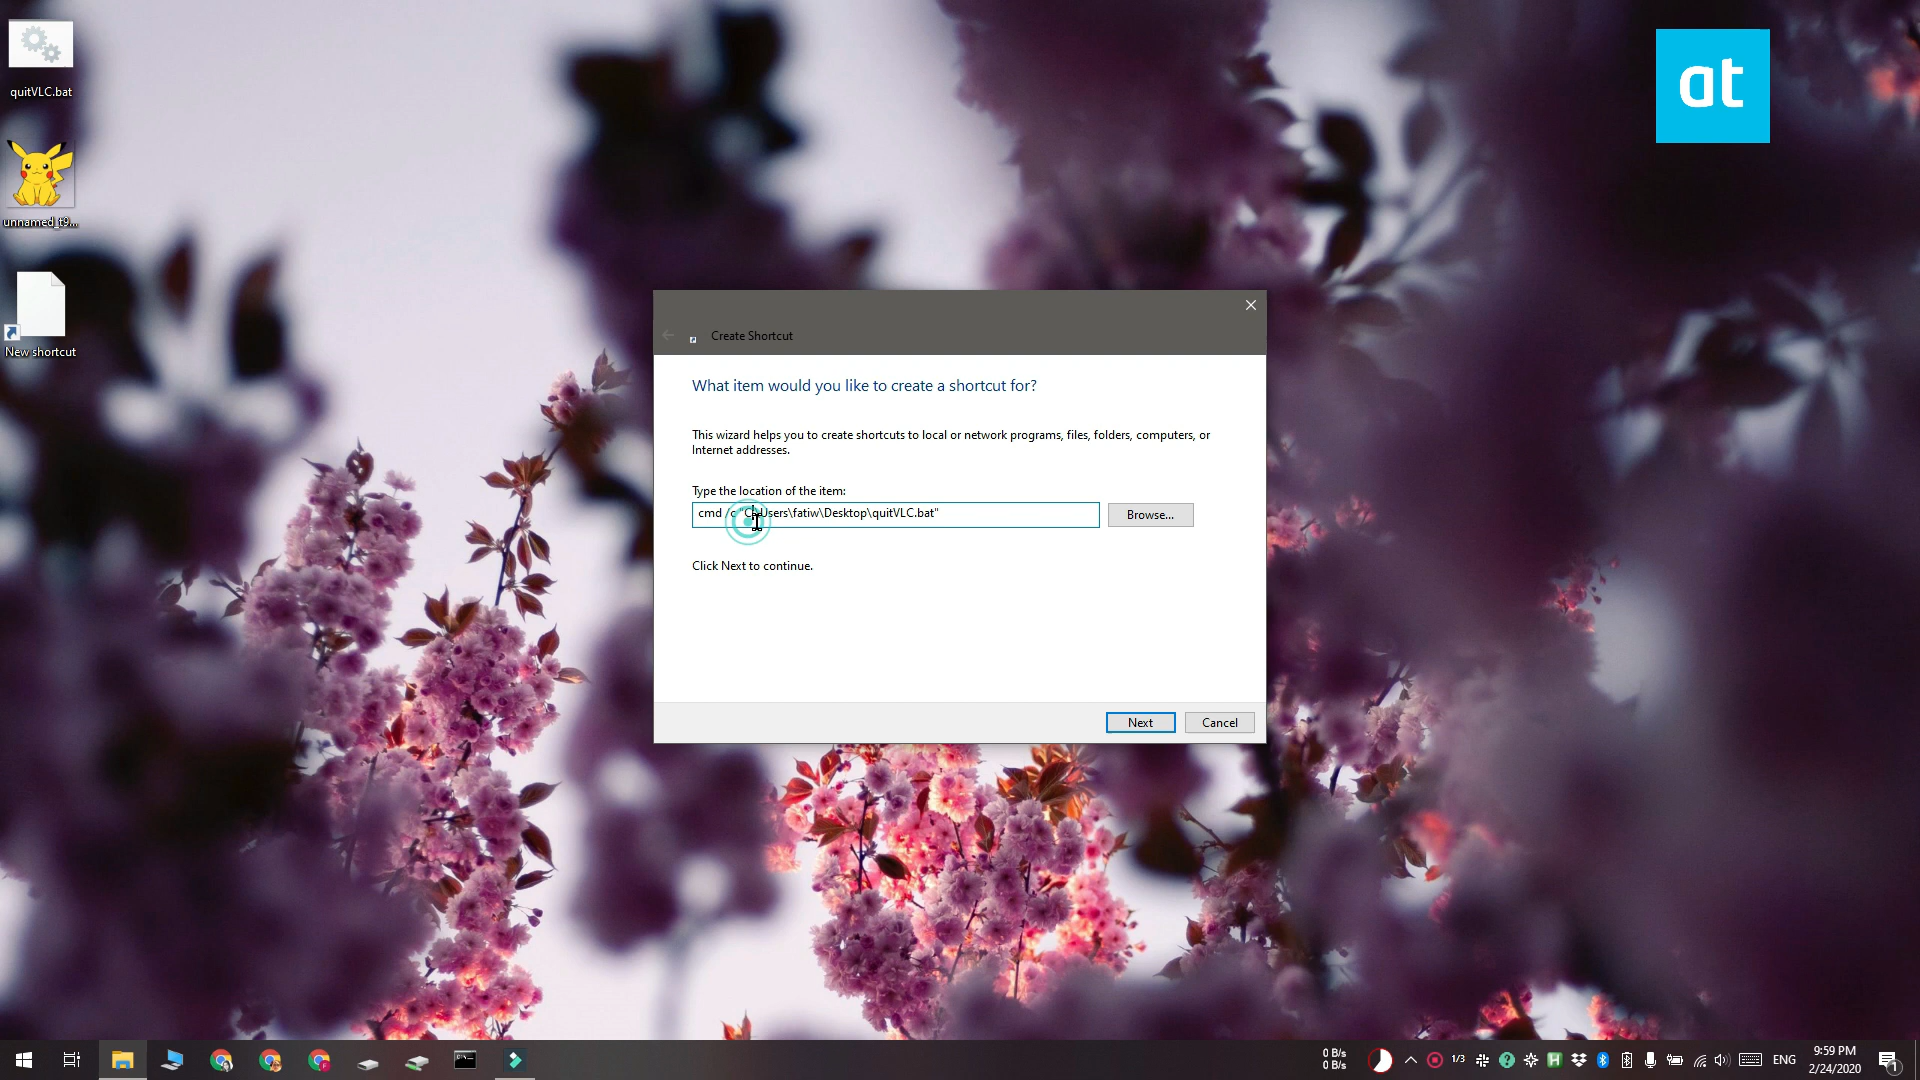 quitVLC.bat
unnamed_t9...
New shortcut
at
Create Shortcut
What item would you like to create a shortcut for?
This wizard helps you to create shortcuts to local or network programs, files, folders, computers, or
Internet addresses.
Type the location of the item:
cmd /c "C:\Users\fatiw\Desktop\quitVLC.bat"
Browse...
Click Next to continue.
Next
Cancel
0 B/s
0 B/s
1/3
ENG
9:59 PM
2/24/2020
1